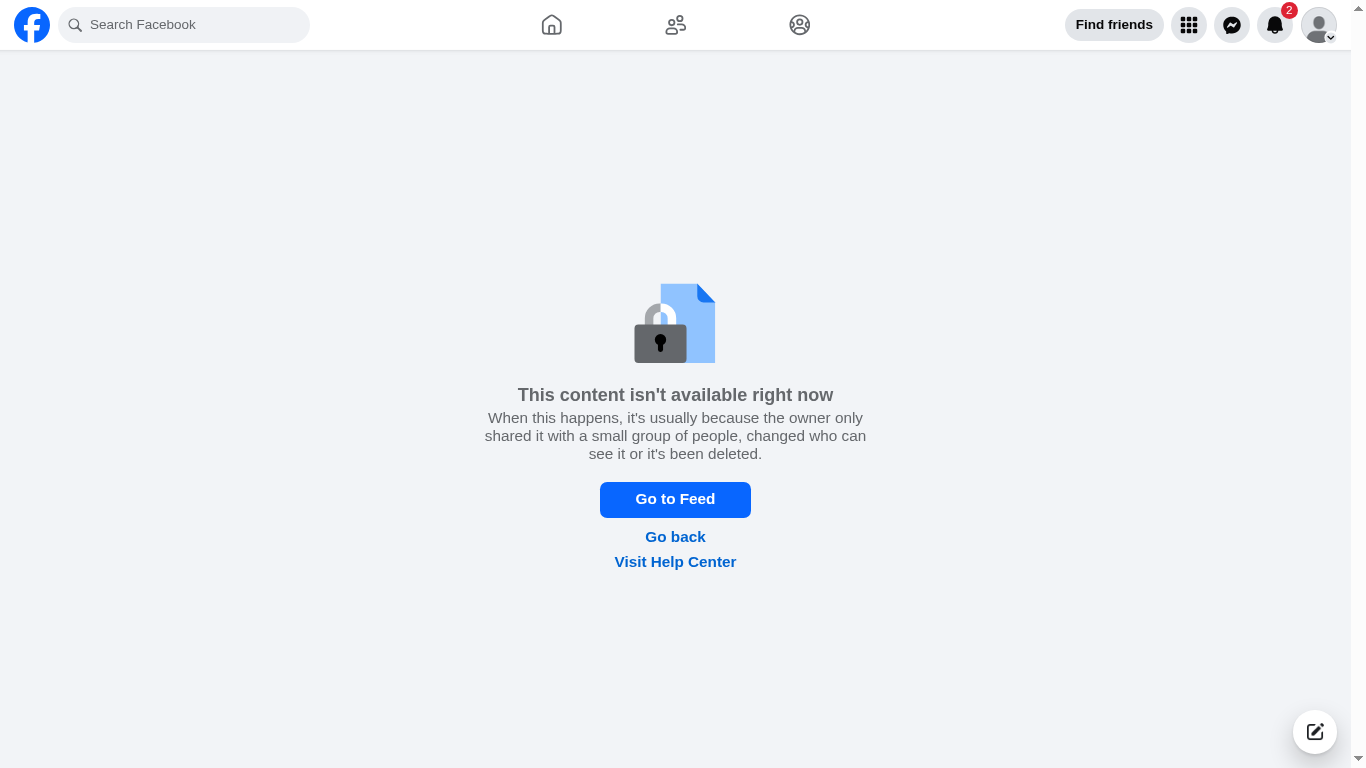 Search Facebook
Find friends
2
This content isn't available right now
When this happens, it's usually because the owner only
shared it with a small group of people, changed who can
see it or it's been deleted.
Go to Feed
Go back
Visit Help Center